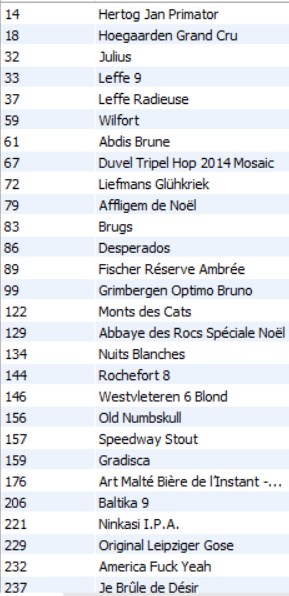 14 Hertog Jan Primator
18 Hoegaarden Grand Cru
32 Julius
33 Leffe 9
37 Leffe Radieuse
59 Wilfort
61 Abdis Brune
67 Duvel Tripel Hop 2014 Mosaic
72 Liefmans Glühkriek
79 Affligem de Noël
83 Brugs
86 Desperados
89 Fischer Réserve Ambrée
99 Grimbergen Optimo Bruno
122 Monts des Cats
129 Abbaye des Rocs Spéciale Noël
134 Nuits Blanches
144 Rochefort 8
146 Westvleteren 6 Blond
156 Old Numbskull
157 Speedway Stout
159 Gradisca
176 Art Malté Bière de l'Instant -...
206 Baltika 9
221 Ninkasi I.P.A.
229 Original Leipziger Gose
232 America Fuck Yeah
237 Je Brûle de Désir